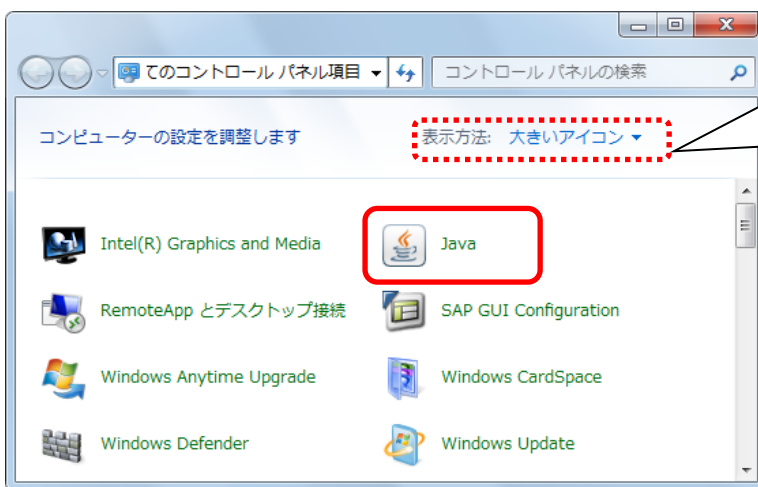 てのコントロール パネル項目
コントロール パネルの検索
コンピューターの設定を調整します
表示方法: 大きいアイコン
Intel(R) Graphics and Media
Java
RemoteApp とデスクトップ接続
SAP GUI Configuration
Windows Anytime Upgrade
Windows CardSpace
Windows Defender
Windows Update